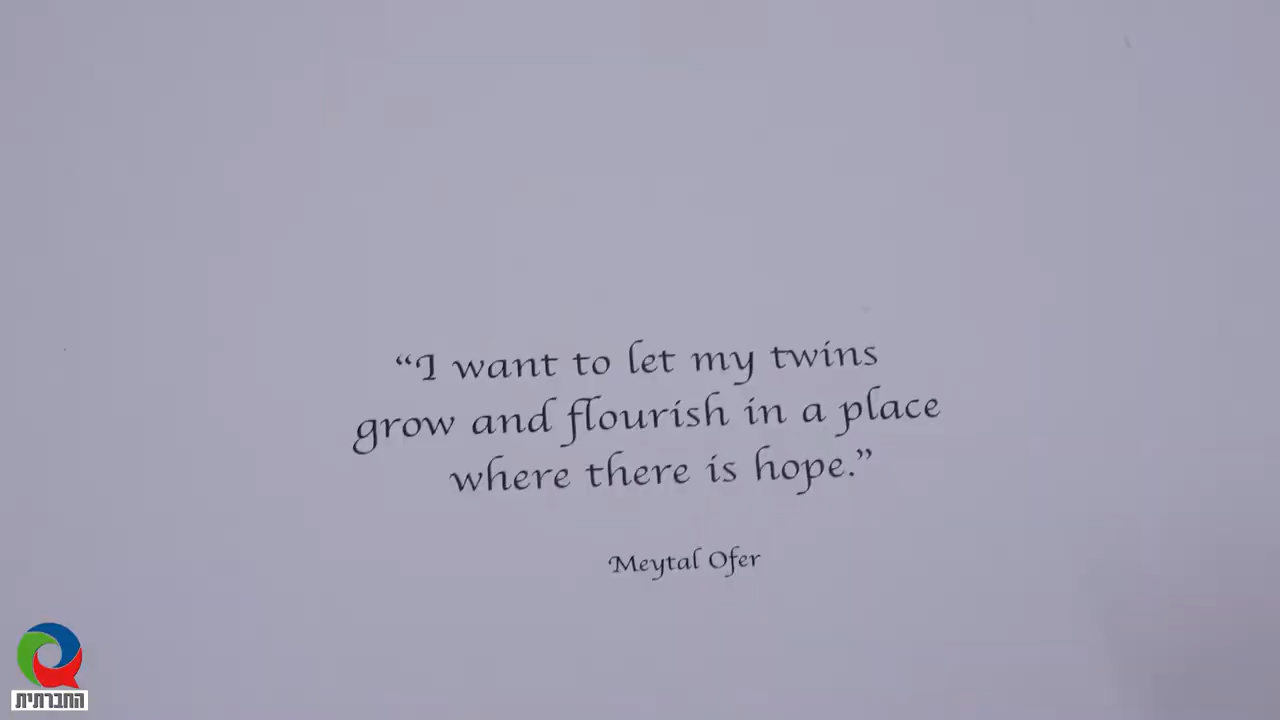 “I want to let my twins
grow and flourish in a place
where there is hope.”
Meytal Ofer
החברתית